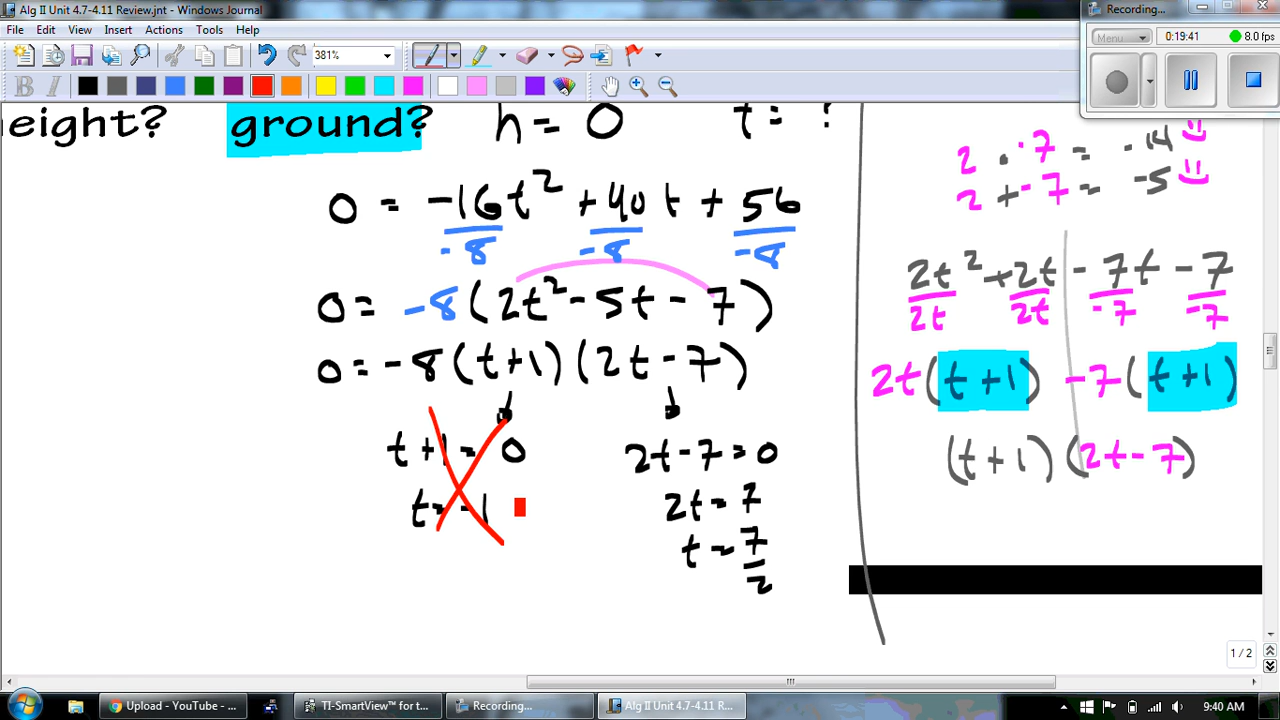 Alg II Unit 4.7-4.11 Review.jnt - Windows Journal
File Edit View Insert Actions Tools Help
381%
B I
Recording...
Menu 0:19:41 8.0 fps
eight? ground? h = 0 t = ?
0 = -16t² + 40t + 56
-8 -8 -8
0 = -8(2t² - 5t - 7)
0 = -8(t+1)(2t-7)
t+1 = 0
t = -1
2t-7=0
2t = 7
t = 7
2
2 · -7 = -14
2 + -7 = -5
2t² + 2t - 7t - 7
2t 2t -7 -7
2t(t+1) -7(t+1)
(t+1)(2t-7)
1 / 2
Upload - YouTube - ... TI-SmartView™ for t... Recording... Alg II Unit 4.7-4.11 R... 9:40 AM